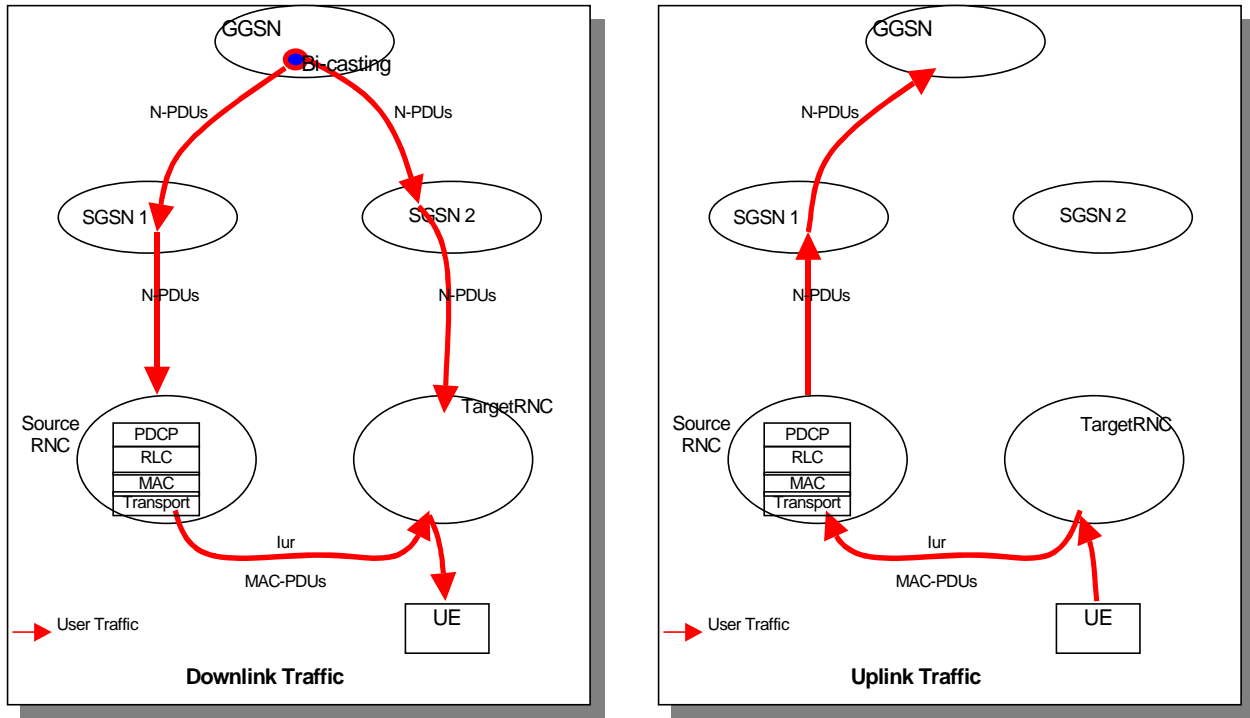 GGSN
Bi-casting
N-PDUs
N-PDUs
SGSN 1
SGSN 2
N-PDUs
N-PDUs
Source
RNC
TargetRNC
PDCP
RLC
MAC
Transport
Iur
MAC-PDUs
UE
User Traffic
Downlink Traffic
GGSN
N-PDUs
SGSN 1
SGSN 2
N-PDUs
Source
RNC
TargetRNC
PDCP
RLC
MAC
Transport
Iur
MAC-PDUs
UE
User Traffic
Uplink Traffic